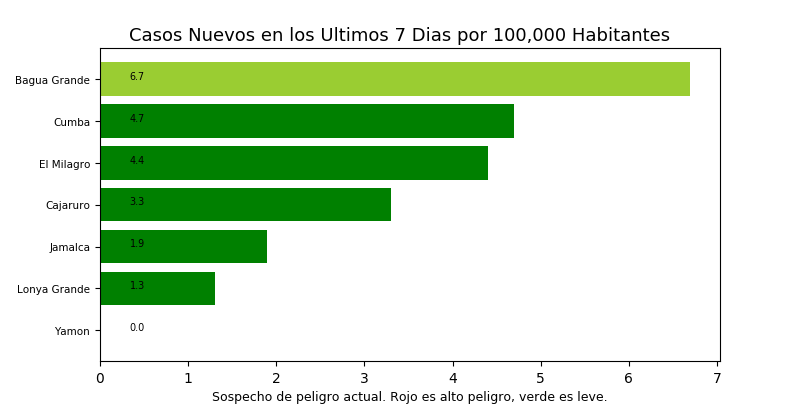 Casos Nuevos en los Ultimos 7 Dias por 100,000 Habitantes
Bagua Grande 6.7
Cumba 4.7
El Milagro 4.4
Cajaruro 3.3
Jamalca 1.9
Lonya Grande 1.3
Yamon 0.0
0 1 2 3 4 5 6 7
Sospecho de peligro actual. Rojo es alto peligro, verde es leve.